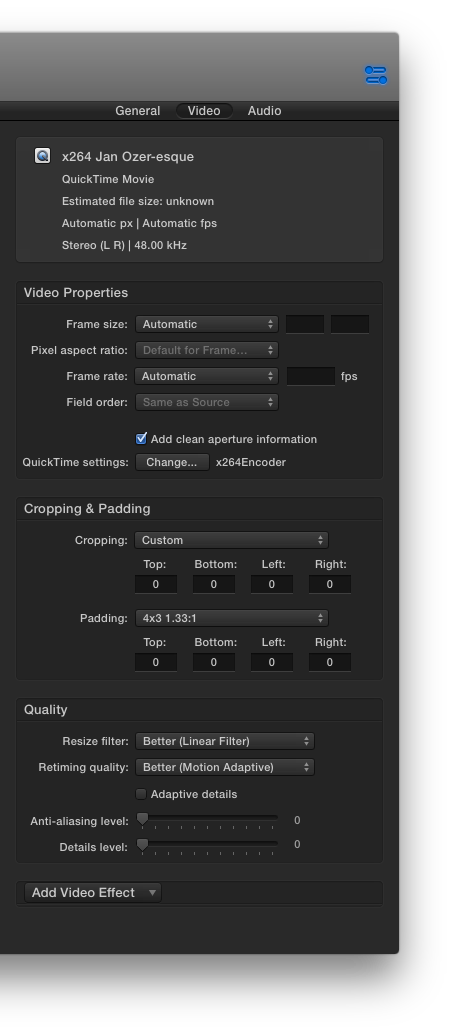 General Video Audio
x264 Jan Ozer-esque
QuickTime Movie
Estimated file size: unknown
Automatic px | Automatic fps
Stereo (L R) | 48.00 kHz
Video Properties
Frame size: Automatic
Pixel aspect ratio: Default for Frame...
Frame rate: Automatic fps
Field order: Same as Source
Add clean aperture information
QuickTime settings: Change... x264Encoder
Cropping & Padding
Cropping: Custom
Top: Bottom: Left: Right:
0 0 0 0
Padding: 4x3 1.33:1
Top: Bottom: Left: Right:
0 0 0 0
Quality
Resize filter: Better (Linear Filter)
Retiming quality: Better (Motion Adaptive)
Adaptive details
Anti-aliasing level: 0
Details level: 0
Add Video Effect